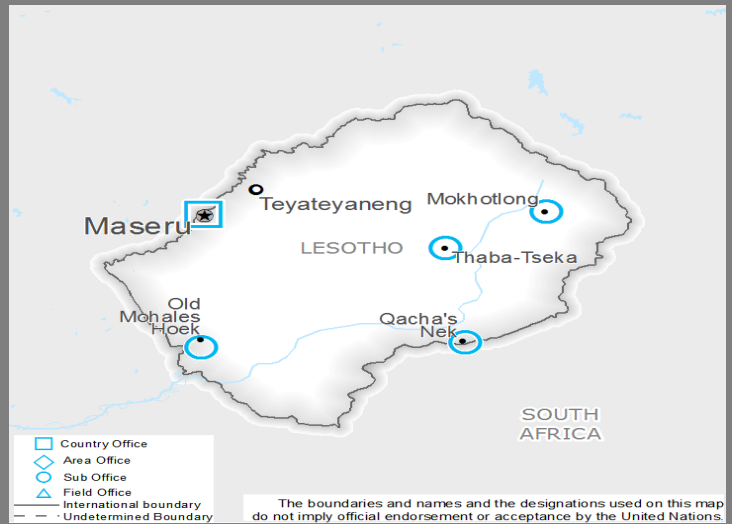 Teyateyaneng
Mokhotlong
Maseru
LESOTHO
Thaba-Tseka
Old
Mohales
Hoek
Qacha's
Nek
SOUTH
AFRICA
Country Office
Area Office
Sub Office
Field Office
International boundary
Undetermined Boundary
The boundaries and names and the designations used on this map
do not imply official endorsement or acceptance by the United Nations.